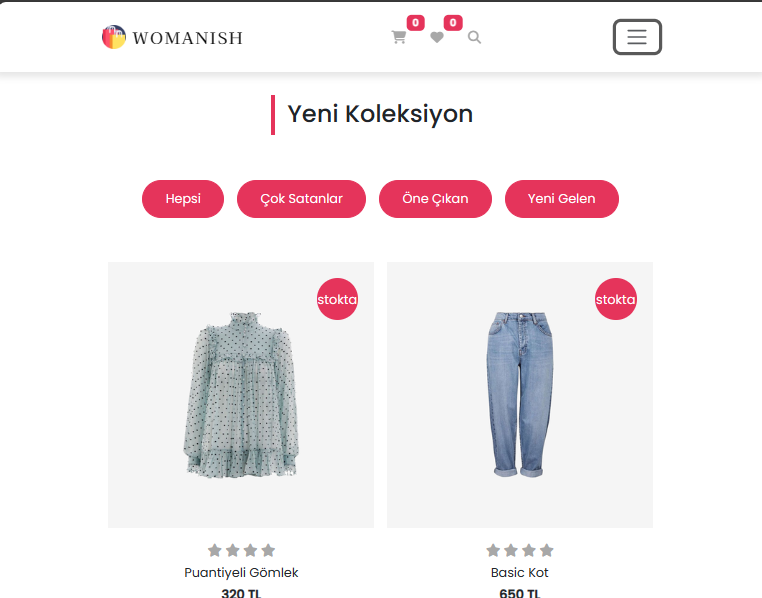 WOMANISH
0
0
Yeni Koleksiyon
Hepsi
Çok Satanlar
Öne Çıkan
Yeni Gelen
stokta
stokta
Puantiyeli Gömlek
320 TL
Basic Kot
650 TL